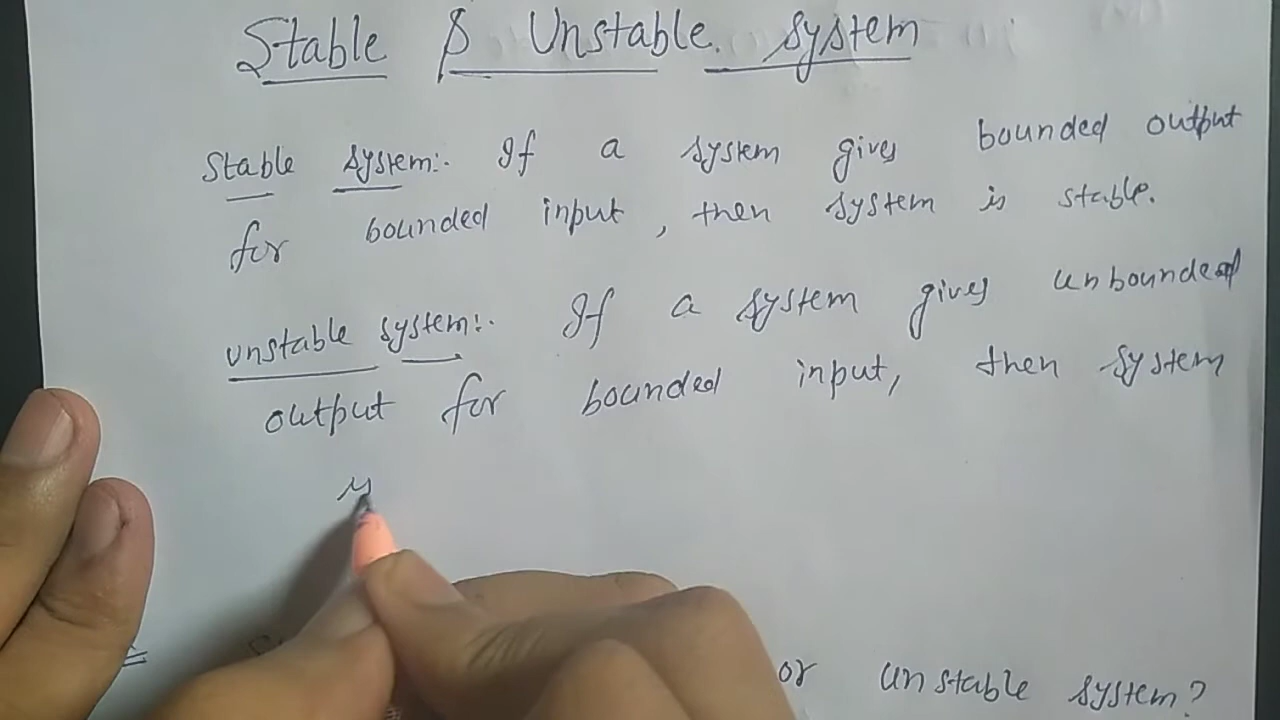 Stable & Unstable system
Stable system:- If a system gives bounded output
for bounded input, then system is stable.
unstable system:- If a system gives unbounded
output for bounded input, then system
or unstable system?